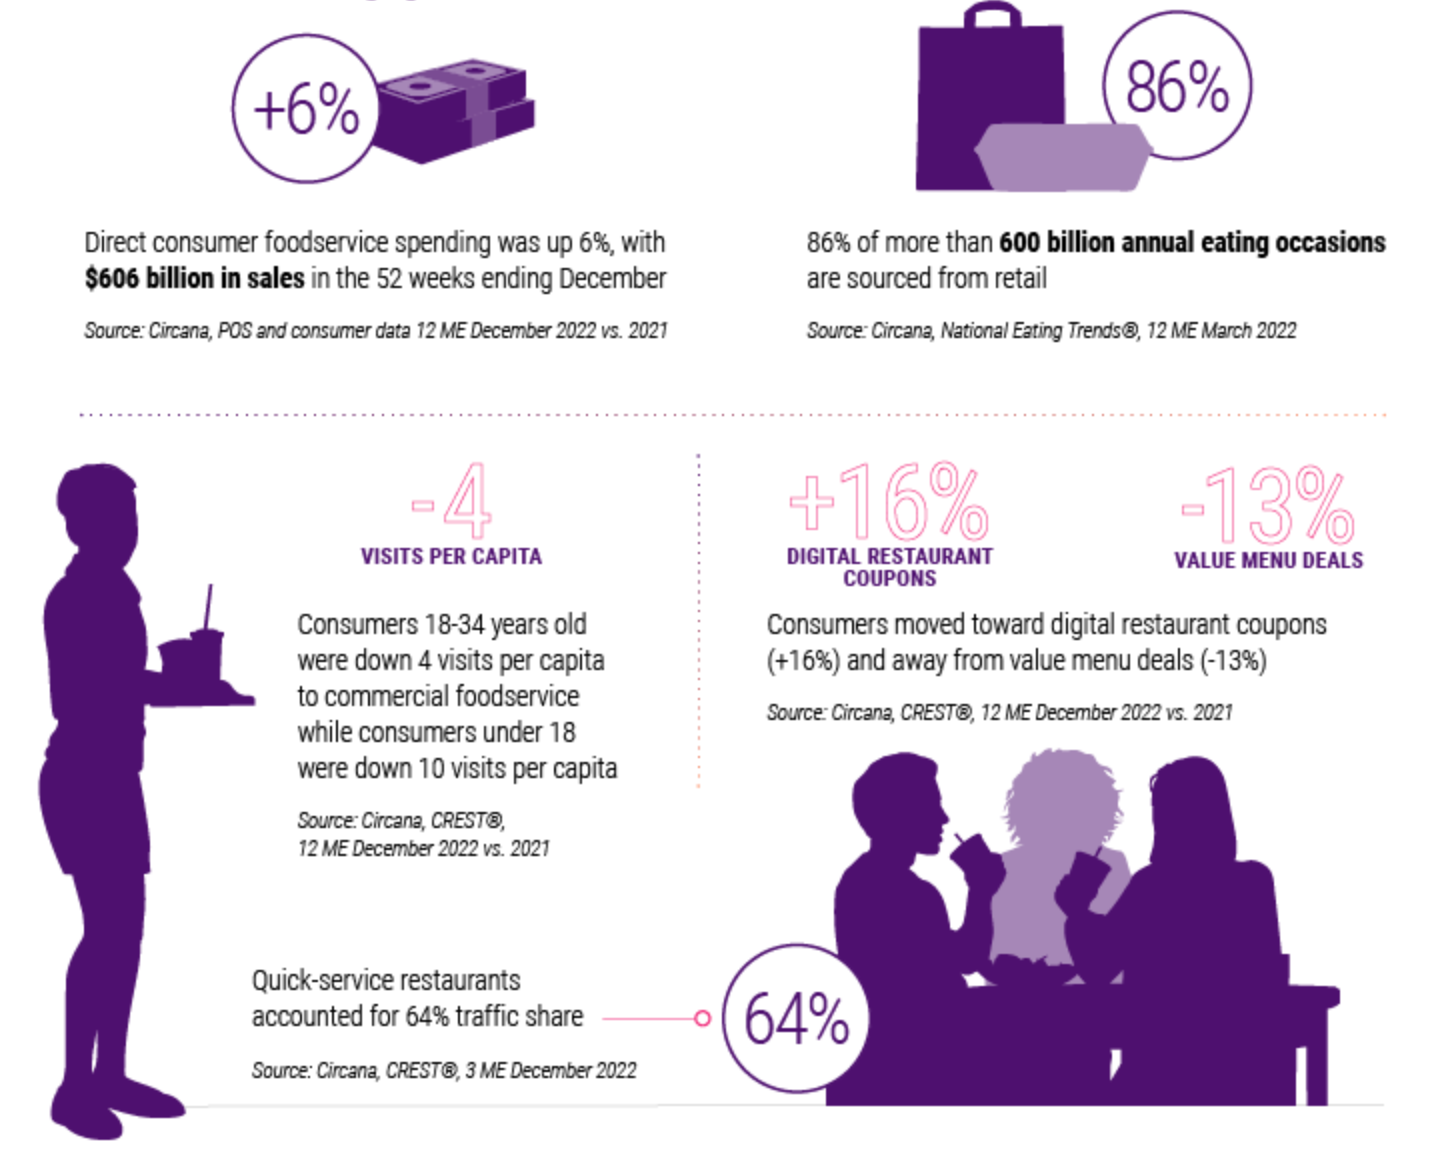 +6%
86%
Direct consumer foodservice spending was up 6%, with
$606 billion in sales in the 52 weeks ending December
Source: Circana, POS and consumer data 12 ME December 2022 vs. 2021
86% of more than 600 billion annual eating occasions
are sourced from retail
Source: Circana, National Eating Trends®, 12 ME March 2022
-4
VISITS PER CAPITA
Consumers 18-34 years old
were down 4 visits per capita
to commercial foodservice
while consumers under 18
were down 10 visits per capita
Source: Circana, CREST®,
12 ME December 2022 vs. 2021
+16%
DIGITAL RESTAURANT
COUPONS
-13%
VALUE MENU DEALS
Consumers moved toward digital restaurant coupons
(+16%) and away from value menu deals (-13%)
Source: Circana, CREST®, 12 ME December 2022 vs. 2021
Quick-service restaurants
accounted for 64% traffic share
Source: Circana, CREST®, 3 ME December 2022
64%